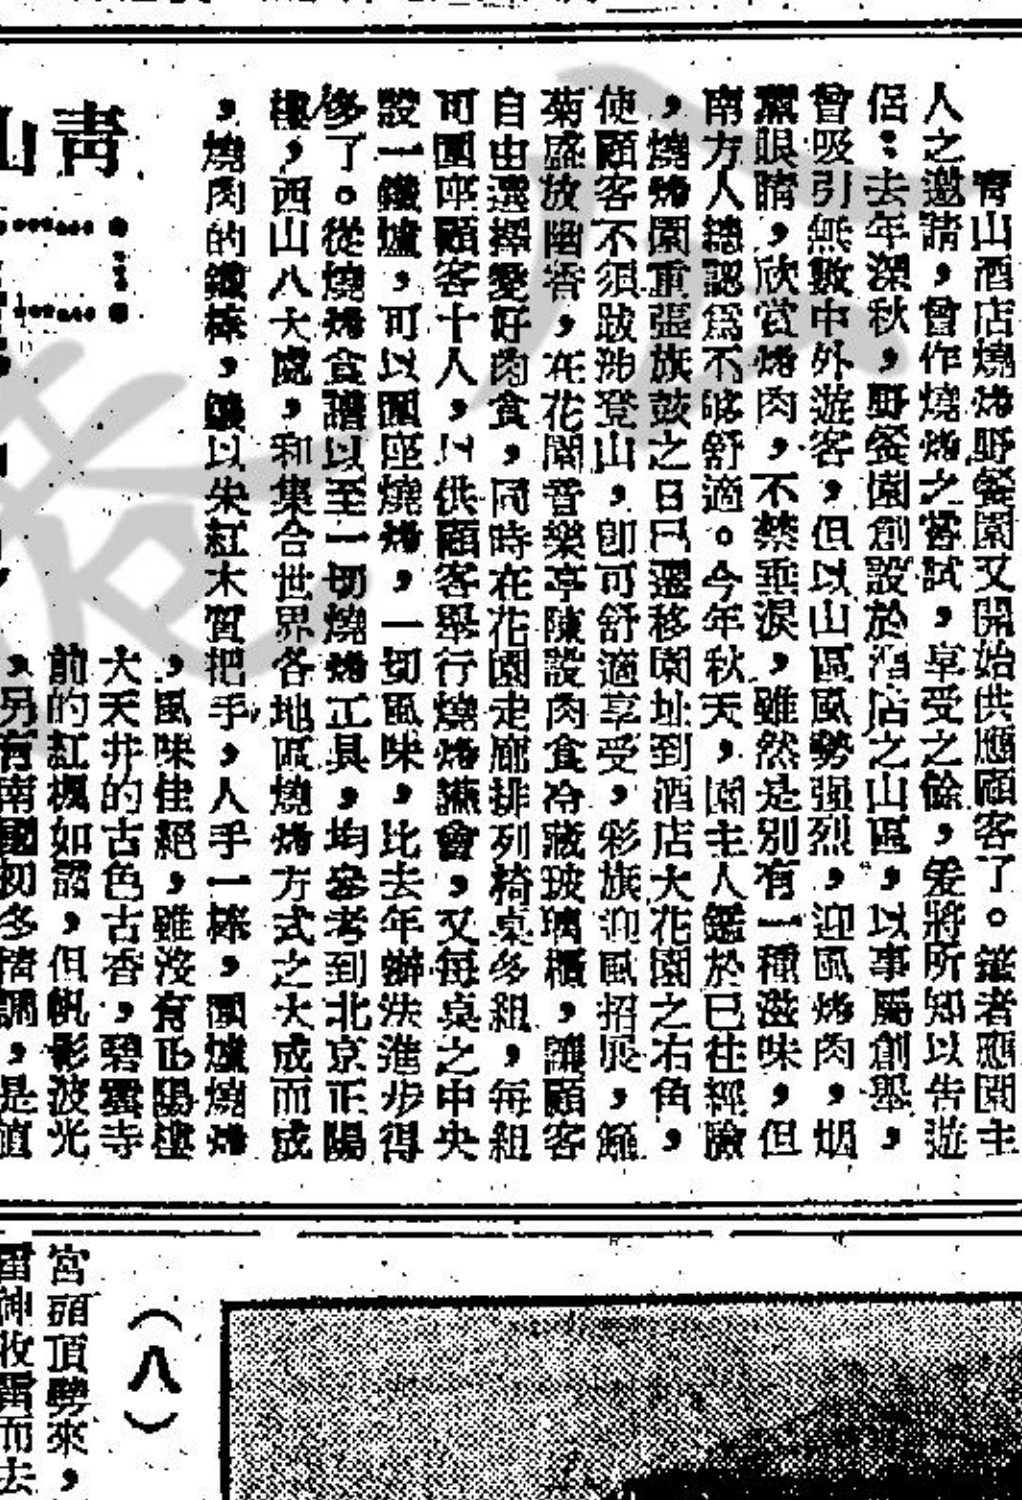 青山酒店燒烤野餐園又開始供應顧客了。筆者應園主
人之邀請，曾作燒烤之嘗試，享受之餘，爰將所知以告遊
侶：去年深秋，野餐園創設於酒店之山區，以事屬創舉，
曾吸引無數中外遊客，但以山區風勢强烈，迎風烤肉，烟
薰眼睛，欣賞烤肉，不禁垂淚，雖然是別有一種滋味，但
南方人總認爲不够舒適。今年秋天，園主人鑑於已往經驗
，燒烤園重張旗鼓之日已遷移園址到酒店大花園之右角，
使顧客不須跋涉登山，卽可舒適享受，彩旗迎風招展，籬
菊盛放幽香，在花間音樂亭陳設肉食冷藏玻璃櫃，讓顧客
自由選擇愛好肉食，同時在花園走廊排列椅桌多組，每組
可圍座顧客十人，以供顧客舉行燒烤讌會，又每桌之中央
設一鐵爐，可以圍座燒烤，一切風味，比去年辦法進步得
多了。從燒烤食譜以至一切燒烤工具，均參考到北京正陽
樓，西山八大處，和集合世界各地區燒烤方式之大成而成
，燒肉的鐵棒，鑲以朱紅木質把手，人手一棒，圍爐燒烤
，風味佳絕，雖沒有正陽樓
大天井的古色古香，碧雲寺
前的紅楓如霞，但帆影波光
，另有南國初多情調，是值
青山
（八）
宮頭頂劈來，
雷神收雷而去